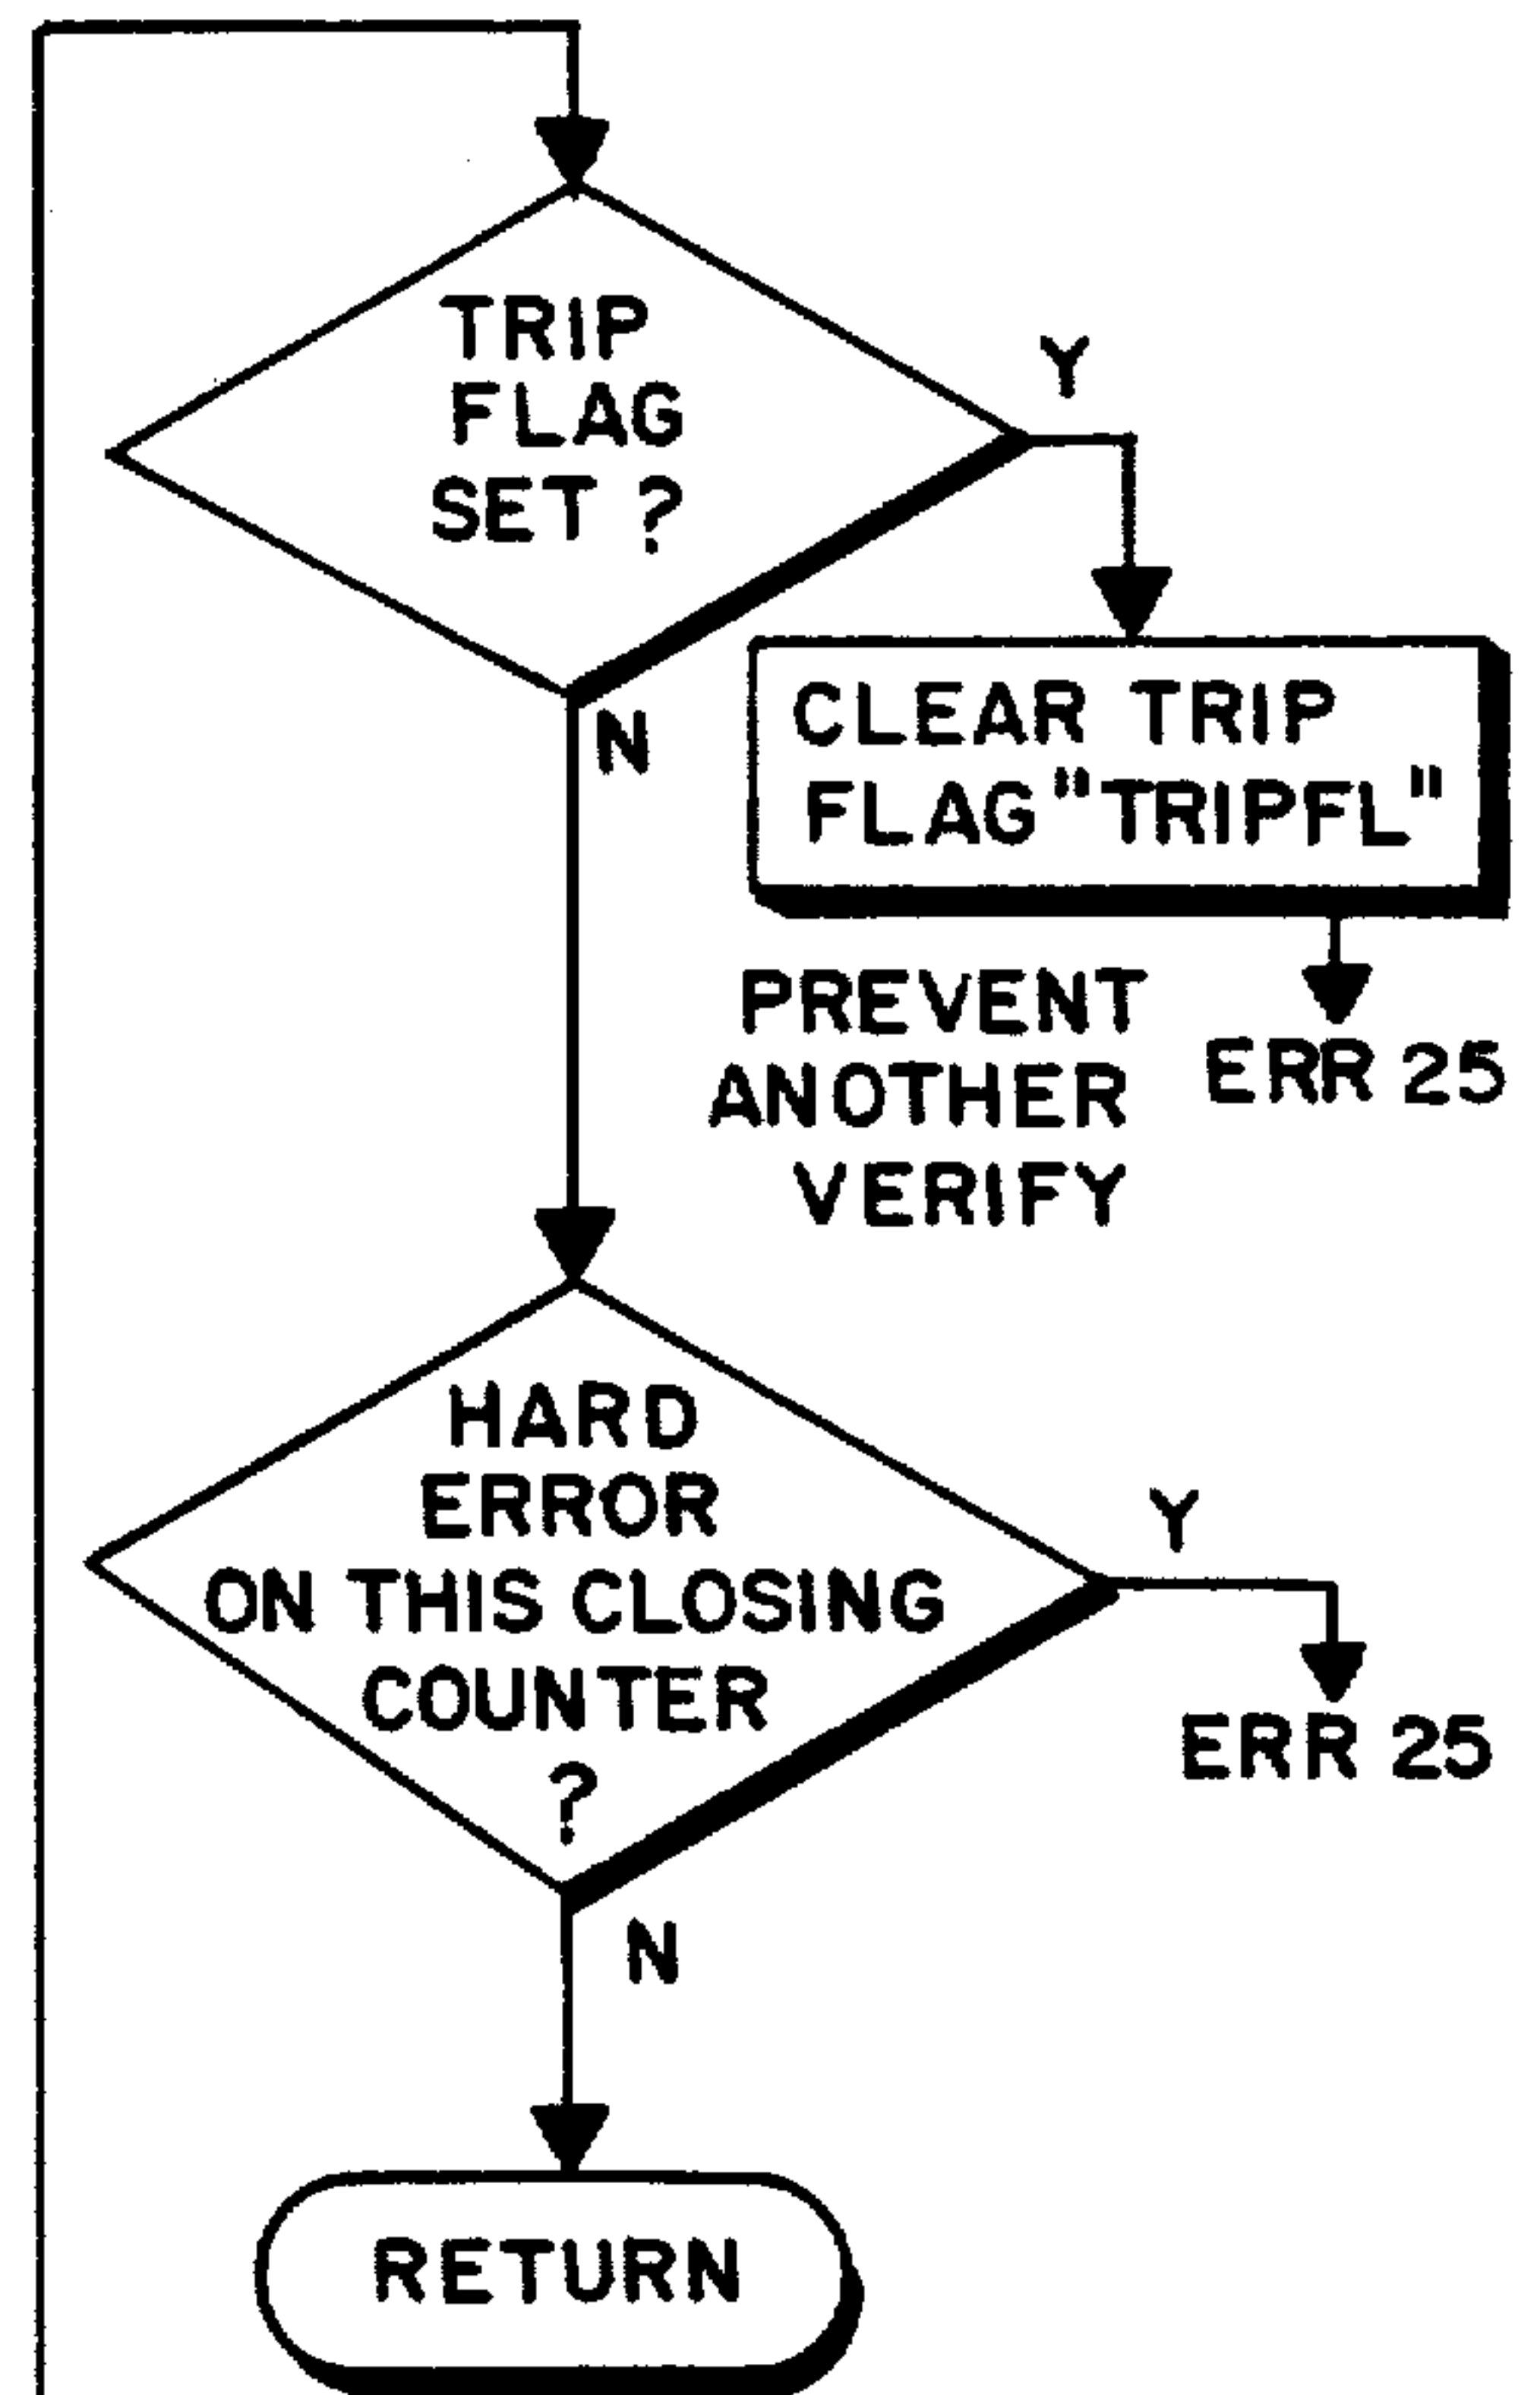 TRIP
FLAG
SET ?
Y
N
CLEAR TRIP
FLAG "TRIPFL"
PREVENT
ANOTHER
VERIFY
ERR 25
HARD
ERROR
ON THIS CLOSING
COUNTER
?
Y
ERR 25
N
RETURN